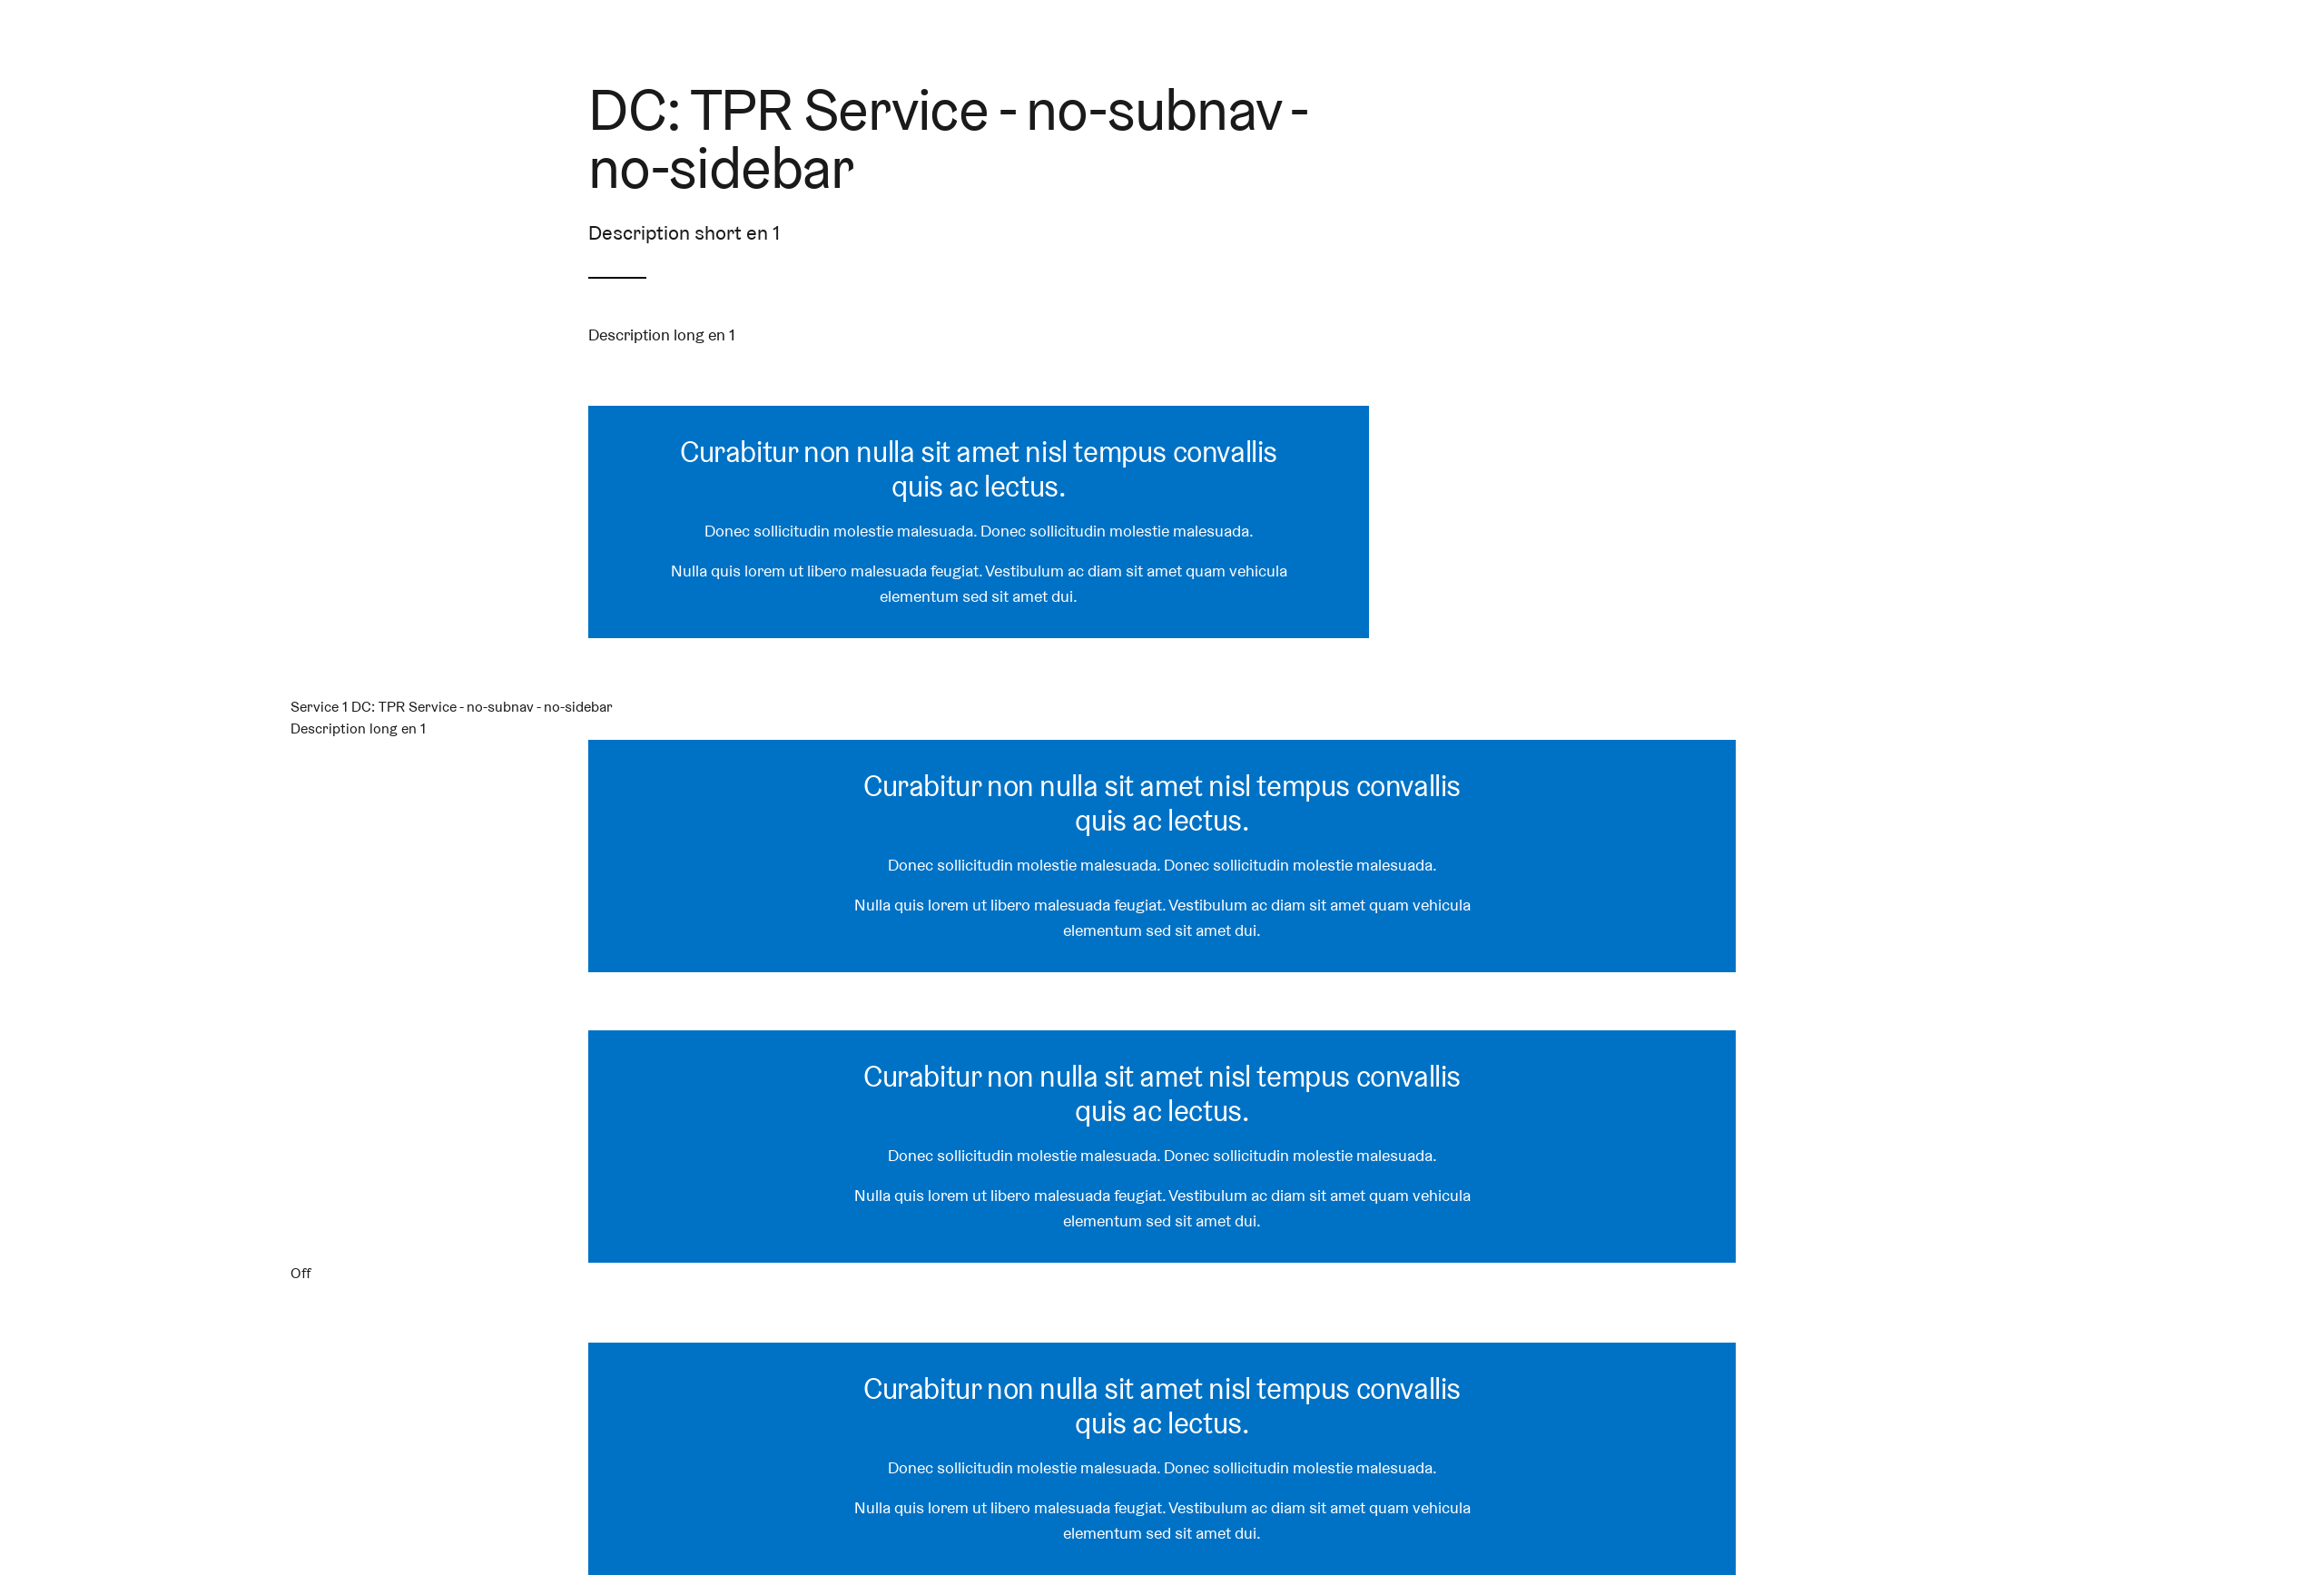 DC: TPR Service - no-subnav -
no-sidebar
Description short en 1
Description long en 1
Curabitur non nulla sit amet nisl tempus convallis
quis ac lectus.
Donec sollicitudin molestie malesuada. Donec sollicitudin molestie malesuada.
Nulla quis lorem ut libero malesuada feugiat. Vestibulum ac diam sit amet quam vehicula
elementum sed sit amet dui.
Service 1 DC: TPR Service - no-subnav - no-sidebar
Description long en 1
Curabitur non nulla sit amet nisl tempus convallis
quis ac lectus.
Donec sollicitudin molestie malesuada. Donec sollicitudin molestie malesuada.
Nulla quis lorem ut libero malesuada feugiat. Vestibulum ac diam sit amet quam vehicula
elementum sed sit amet dui.
Curabitur non nulla sit amet nisl tempus convallis
quis ac lectus.
Donec sollicitudin molestie malesuada. Donec sollicitudin molestie malesuada.
Nulla quis lorem ut libero malesuada feugiat. Vestibulum ac diam sit amet quam vehicula
elementum sed sit amet dui.
Off
Curabitur non nulla sit amet nisl tempus convallis
quis ac lectus.
Donec sollicitudin molestie malesuada. Donec sollicitudin molestie malesuada.
Nulla quis lorem ut libero malesuada feugiat. Vestibulum ac diam sit amet quam vehicula
elementum sed sit amet dui.